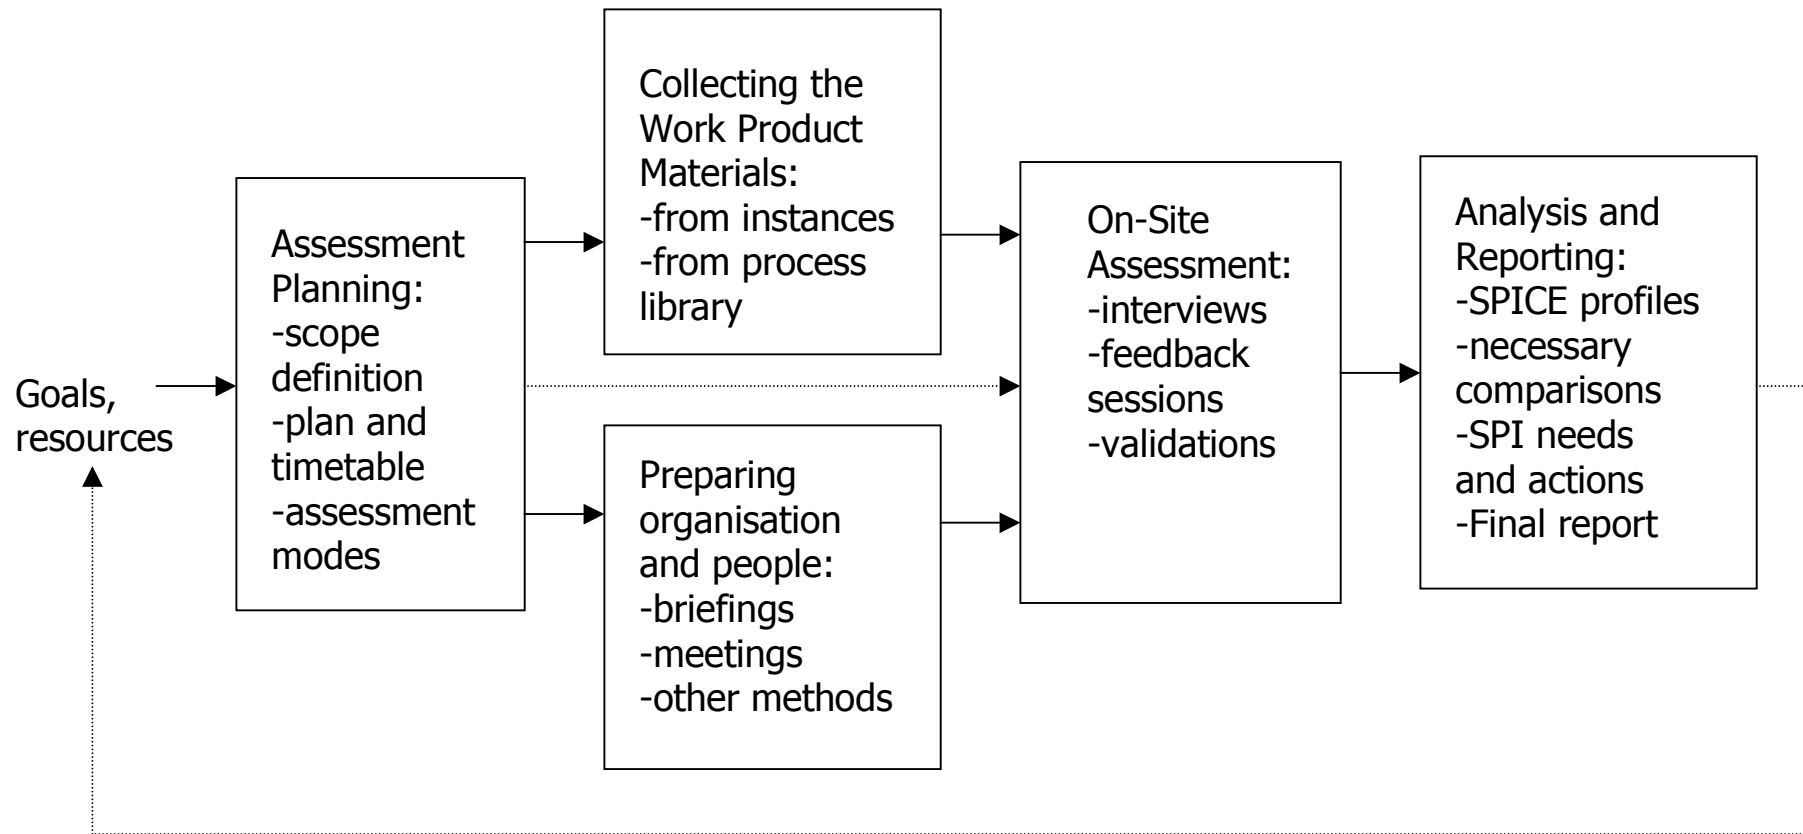 Goals,
resources
Assessment
Planning:
-scope
definition
-plan and
timetable
-assessment
modes
Collecting the
Work Product
Materials:
-from instances
-from process
library
Preparing
organisation
and people:
-briefings
-meetings
-other methods
On-Site
Assessment:
-interviews
-feedback
sessions
-validations
Analysis and
Reporting:
-SPICE profiles
-necessary
comparisons
-SPI needs
and actions
-Final report